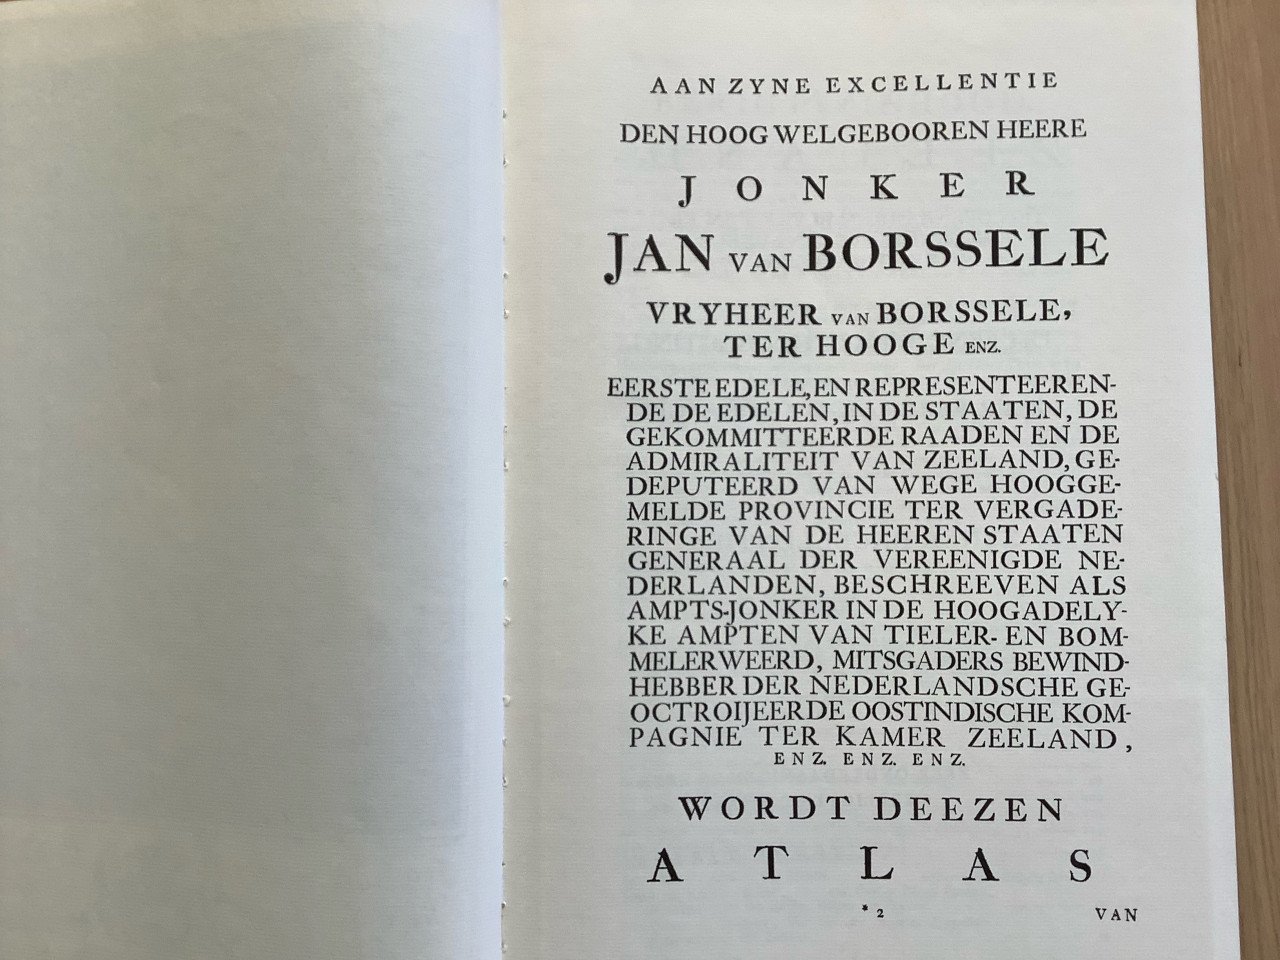 AAN ZYNE EXCELLENTIE
DEN HOOG WELGEBOOREN HEERE
JONKER
JAN VAN BORSSELE
VRYHEER VAN BORSSELE,
TER HOOGE ENZ.
EERSTE EDELE, EN REPRESENTEEREN-
DE DE EDELEN, IN DE STAATEN, DE
GEKOMMITTEERDE RAADEN EN DE
ADMIRALITEIT VAN ZEELAND, GE-
DEPUTEERD VAN WEGE HOOGGE-
MELDE PROVINCIE TER VERGADE-
RINGE VAN DE HEEREN STAATEN
GENERAAL DER VEREENIGDE NE-
DERLANDEN, BESCHREEVEN ALS
AMPTS-JONKER IN DE HOOGADELY-
KE AMPTEN VAN TIELER- EN BOM-
MELERWEERD, MITSGADERS BEWIND-
HEBBER DER NEDERLANDSCHE GE-
OCTROIJEERDE OOSTINDISCHE KOM-
PAGNIE TER KAMER ZEELAND,
ENZ. ENZ. ENZ.
WORDT DEEZEN
ATLAS
* 2 VAN